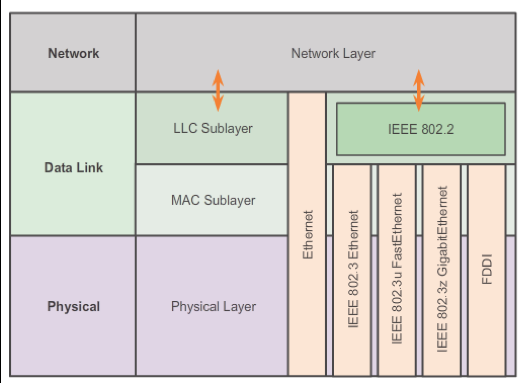 Network
Network Layer
LLC Sublayer
IEEE 802.2
Data Link
MAC Sublayer
Ethernet
IEEE 802.3 Ethernet
IEEE 802.3u FastEthernet
IEEE 802.3z GigabitEthernet
FDDI
Physical
Physical Layer